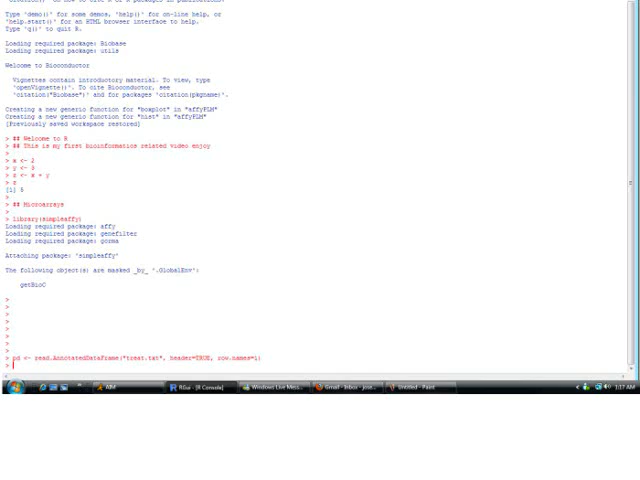 Type 'demo()' for some demos, 'help()' for on-line help, or
'help.start()' for an HTML browser interface to help.
Type 'q()' to quit R.
Loading required package: Biobase
Loading required package: utils
Welcome to Bioconductor
Vignettes contain introductory material. To view, type
'openVignette()'. To cite Bioconductor, see
'citation("Biobase")' and for packages 'citation(pkgname)'.
Creating a new generic function for "boxplot" in "affyPLM"
Creating a new generic function for "hist" in "affyPLM"
[Previously saved workspace restored]
> ## Welcome to R
> ## This is my first bioinformatics related video enjoy
>
> x <- 2
> y <- 3
> z <- x + y
> z
[1] 5
>
> ## Microarrays
>
> library(simpleaffy)
Loading required package: affy
Loading required package: genefilter
Loading required package: gcrma
Attaching package: 'simpleaffy'
The following object(s) are masked _by_ '.GlobalEnv':
getBioC
>
>
>
>
>
>
>
>
> pd <- read.AnnotatedDataFrame("treat.txt", header=TRUE, row.names=1)
>
AIM
RGui - [R Console]
Windows Live Mess...
Gmail - Inbox - jose...
Untitled - Paint
1:17 AM